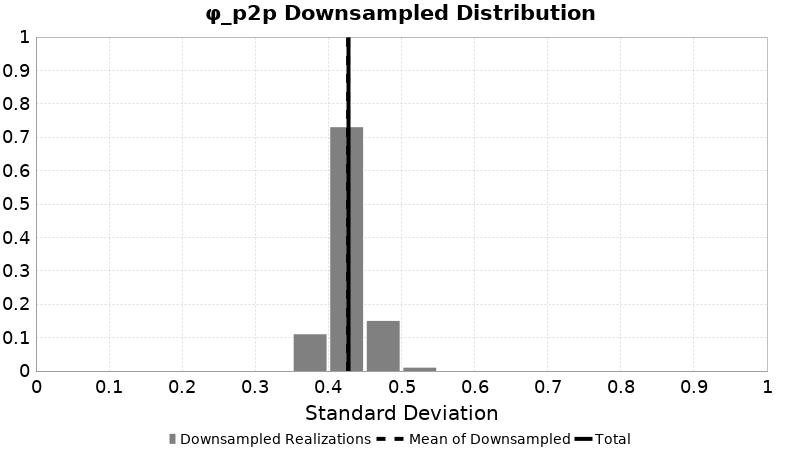 φ_p2p Downsampled Distribution
1
0.9
0.8
0.7
0.6
0.5
0.4
0.3
0.2
0.1
0
0 0.1 0.2 0.3 0.4 0.5 0.6 0.7 0.8 0.9 1
Standard Deviation
Downsampled Realizations Mean of Downsampled Total